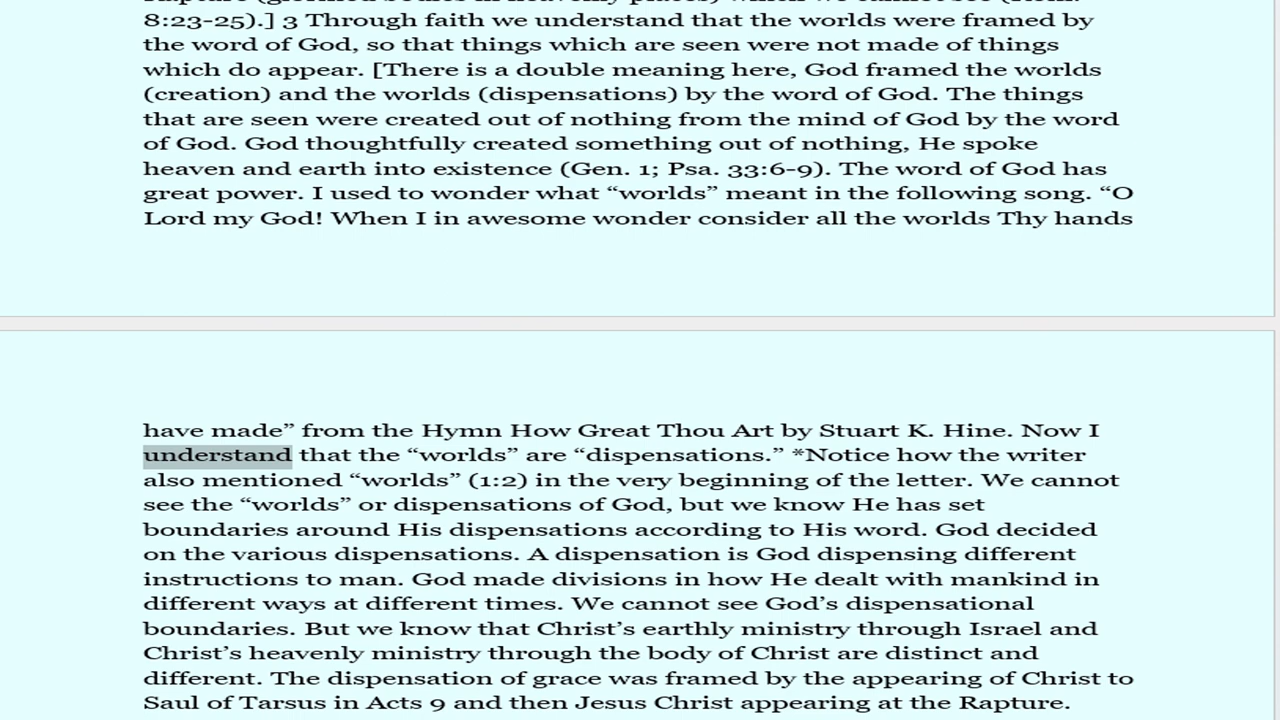 Rapture (glorified bodies in heavenly places) which we cannot see (Rom.
8:23-25).] 3 Through faith we understand that the worlds were framed by
the word of God, so that things which are seen were not made of things
which do appear. [There is a double meaning here, God framed the worlds
(creation) and the worlds (dispensations) by the word of God. The things
that are seen were created out of nothing from the mind of God by the word
of God. God thoughtfully created something out of nothing, He spoke
heaven and earth into existence (Gen. 1; Psa. 33:6-9). The word of God has
great power. I used to wonder what “worlds” meant in the following song. “O
Lord my God! When I in awesome wonder consider all the worlds Thy hands
have made” from the Hymn How Great Thou Art by Stuart K. Hine. Now I
understand that the “worlds” are “dispensations.” *Notice how the writer
also mentioned “worlds” (1:2) in the very beginning of the letter. We cannot
see the “worlds” or dispensations of God, but we know He has set
boundaries around His dispensations according to His word. God decided
on the various dispensations. A dispensation is God dispensing different
instructions to man. God made divisions in how He dealt with mankind in
different ways at different times. We cannot see God’s dispensational
boundaries. But we know that Christ’s earthly ministry through Israel and
Christ’s heavenly ministry through the body of Christ are distinct and
different. The dispensation of grace was framed by the appearing of Christ to
Saul of Tarsus in Acts 9 and then Jesus Christ appearing at the Rapture.